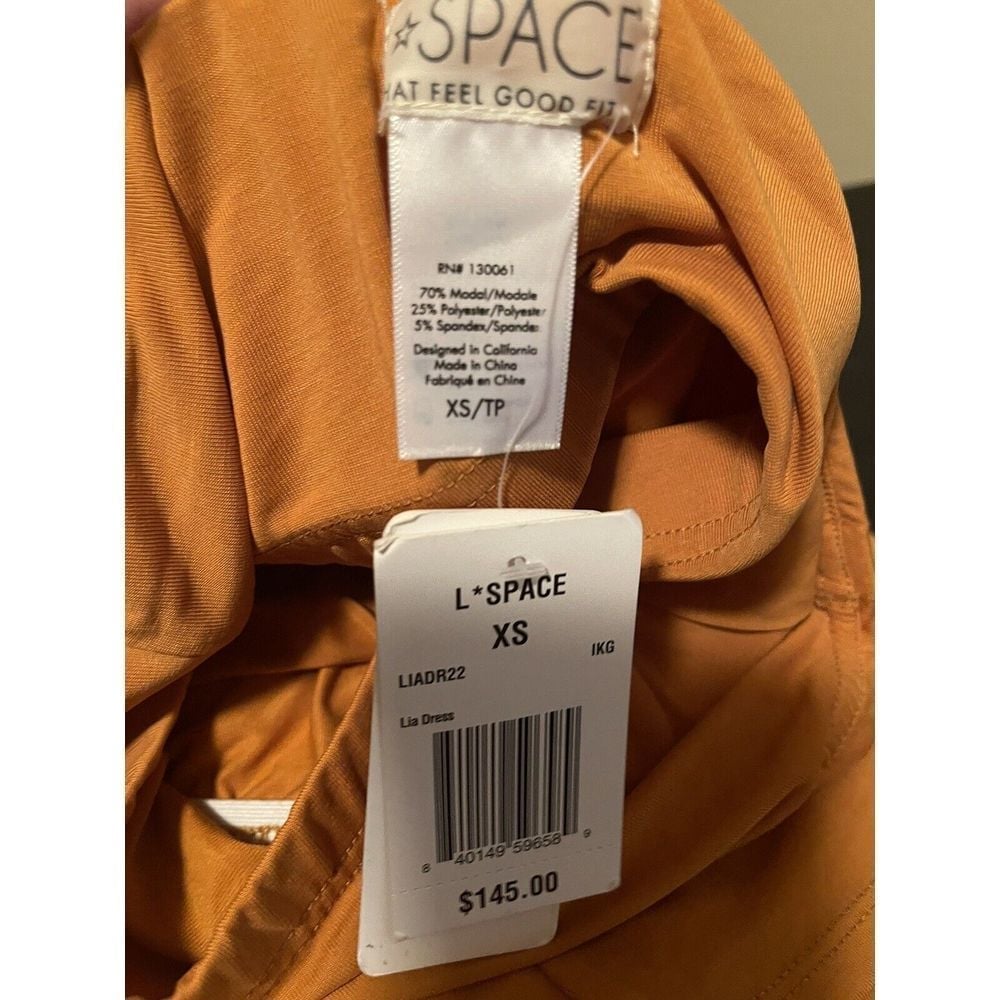 ☆SPACE
HAT FEEL GOOD FIT
RN# 130061
70% Modal/Modale
25% Polyester/Polyester
5% Spandex/Spandex
Designed in California
Made in China
Fabriqué en Chine
XS/TP
L*SPACE
XS
IKG
LIADR22
Lia Dress
8 40149 59658 9
$145.00